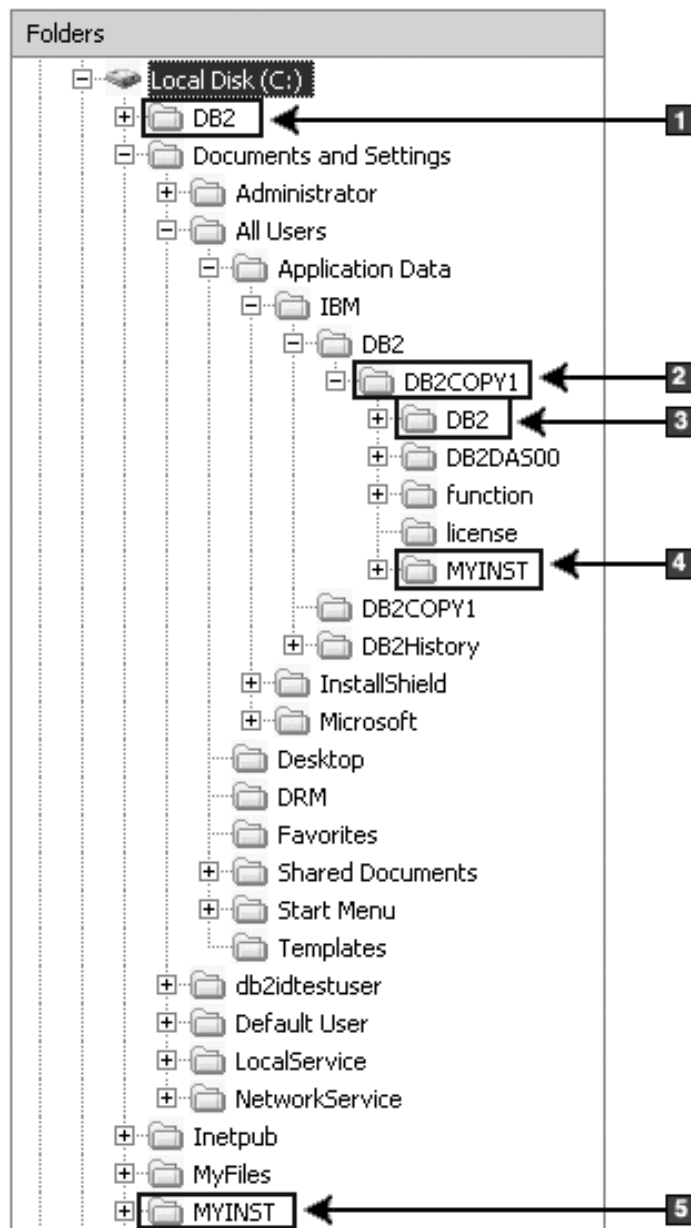 Folders
Local Disk (C:)
DB2 1
Documents and Settings
Administrator
All Users
Application Data
IBM
DB2
DB2COPY1 2
DB2 3
DB2DAS00
function
license
MYINST 4
DB2COPY1
DB2History
InstallShield
Microsoft
Desktop
DRM
Favorites
Shared Documents
Start Menu
Templates
db2idtestuser
Default User
LocalService
NetworkService
Inetpub
MyFiles
MYINST 5